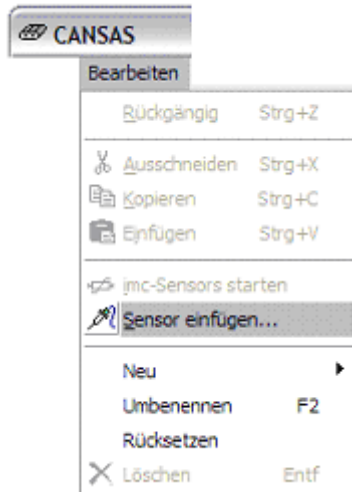 CANSAS
Bearbeiten
Rückgängig Strg+Z
Ausschneiden Strg+X
Kopieren Strg+C
Einfügen Strg+V
imc-Sensors starten
Sensor einfügen...
Neu
Umbenennen F2
Rücksetzen
Löschen Entf